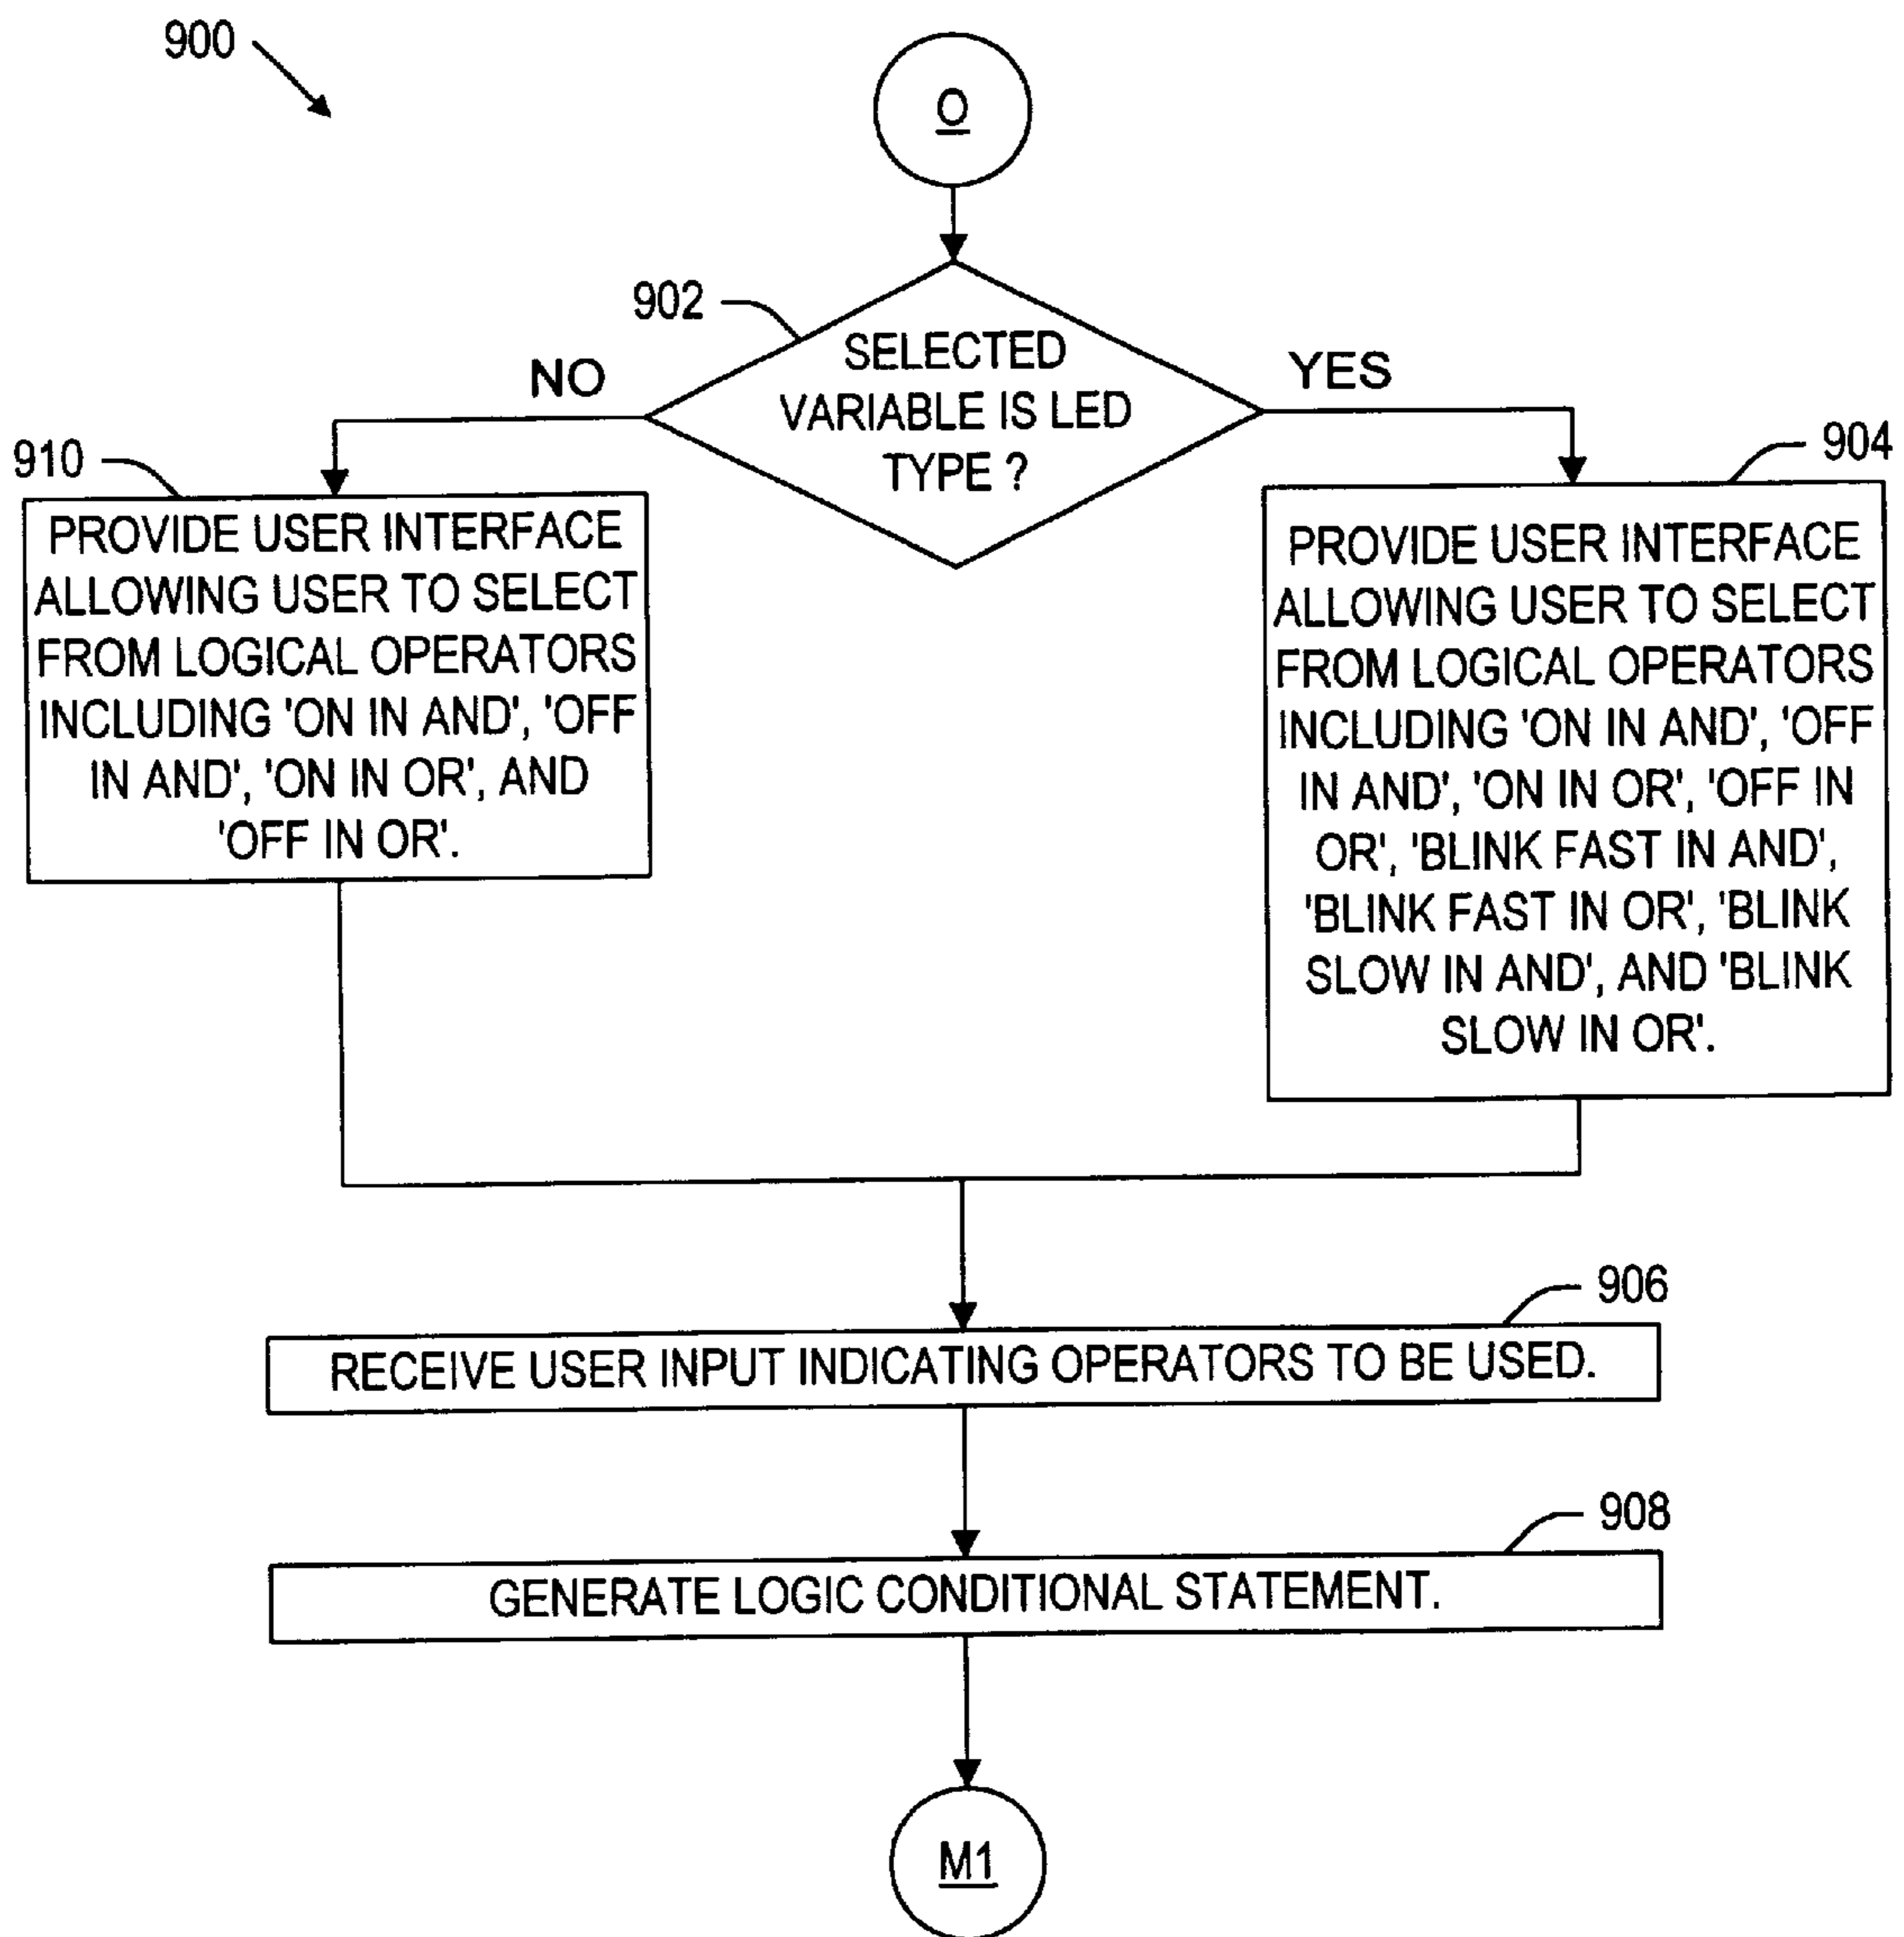 900
O
902
SELECTED
VARIABLE IS LED
TYPE ?
NO
YES
910
PROVIDE USER INTERFACE
ALLOWING USER TO SELECT
FROM LOGICAL OPERATORS
INCLUDING 'ON IN AND', 'OFF
IN AND', 'ON IN OR', AND
'OFF IN OR'.
904
PROVIDE USER INTERFACE
ALLOWING USER TO SELECT
FROM LOGICAL OPERATORS
INCLUDING 'ON IN AND', 'OFF
IN AND', 'ON IN OR', 'OFF IN
OR', 'BLINK FAST IN AND',
'BLINK FAST IN OR', 'BLINK
SLOW IN AND', AND 'BLINK
SLOW IN OR'.
906
RECEIVE USER INPUT INDICATING OPERATORS TO BE USED.
908
GENERATE LOGIC CONDITIONAL STATEMENT.
M1